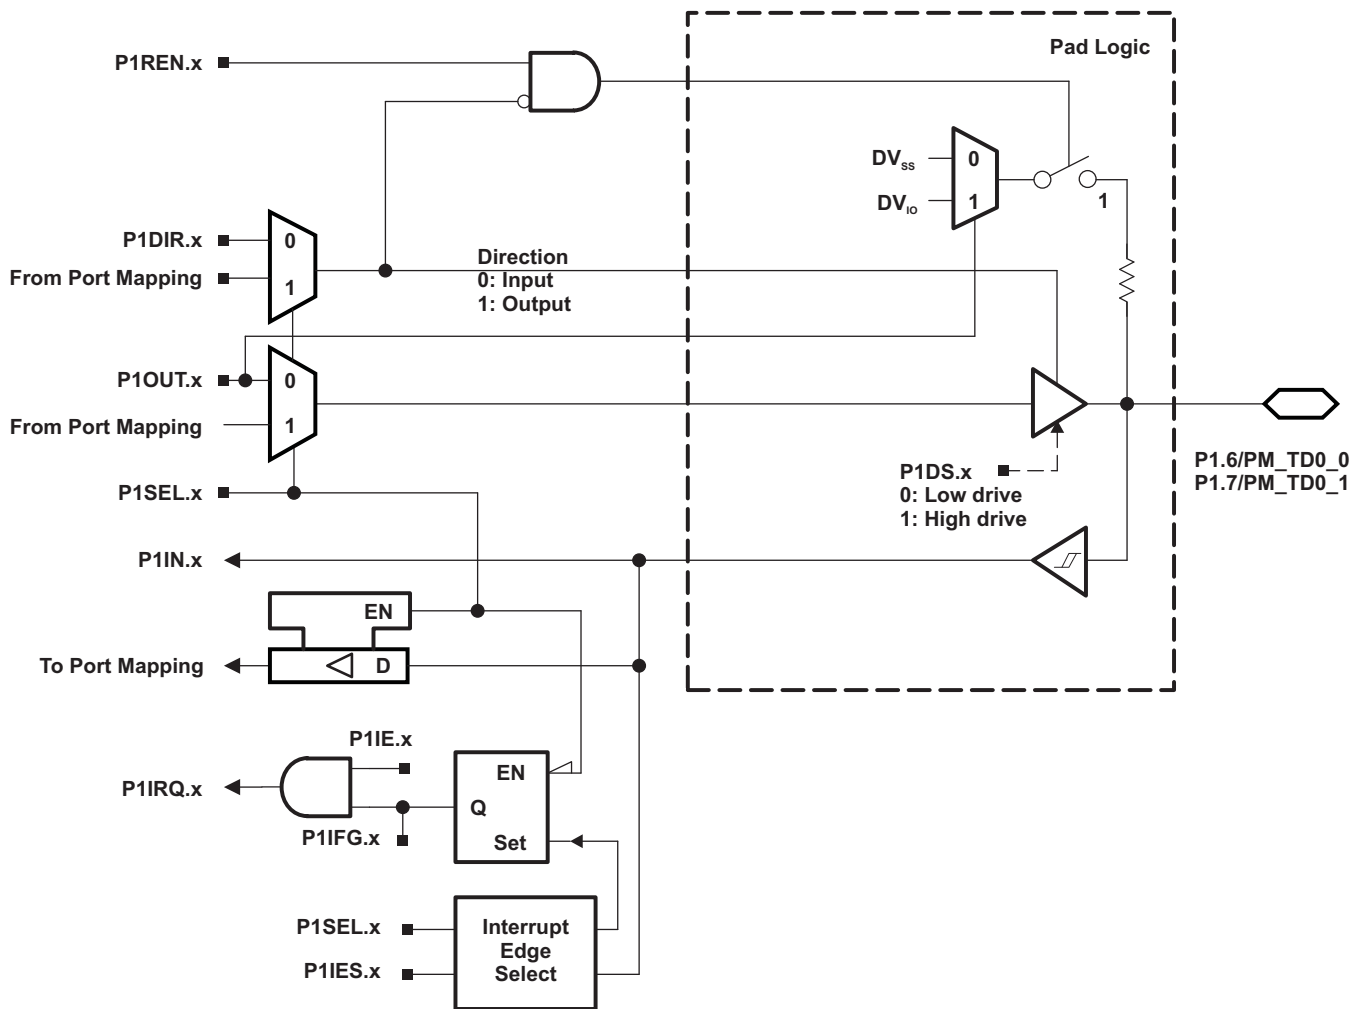 P1REN.x
Pad Logic
DVSS
0
DVIO
1
1
P1DIR.x
0
From Port Mapping
1
Direction
0: Input
1: Output
P1OUT.x
0
From Port Mapping
1
P1DS.x
0: Low drive
1: High drive
P1.6/PM_TD0_0
P1.7/PM_TD0_1
P1SEL.x
P1IN.x
EN
To Port Mapping
D
P1IE.x
P1IRQ.x
EN
Q
Set
P1IFG.x
P1SEL.x
P1IES.x
Interrupt
Edge
Select